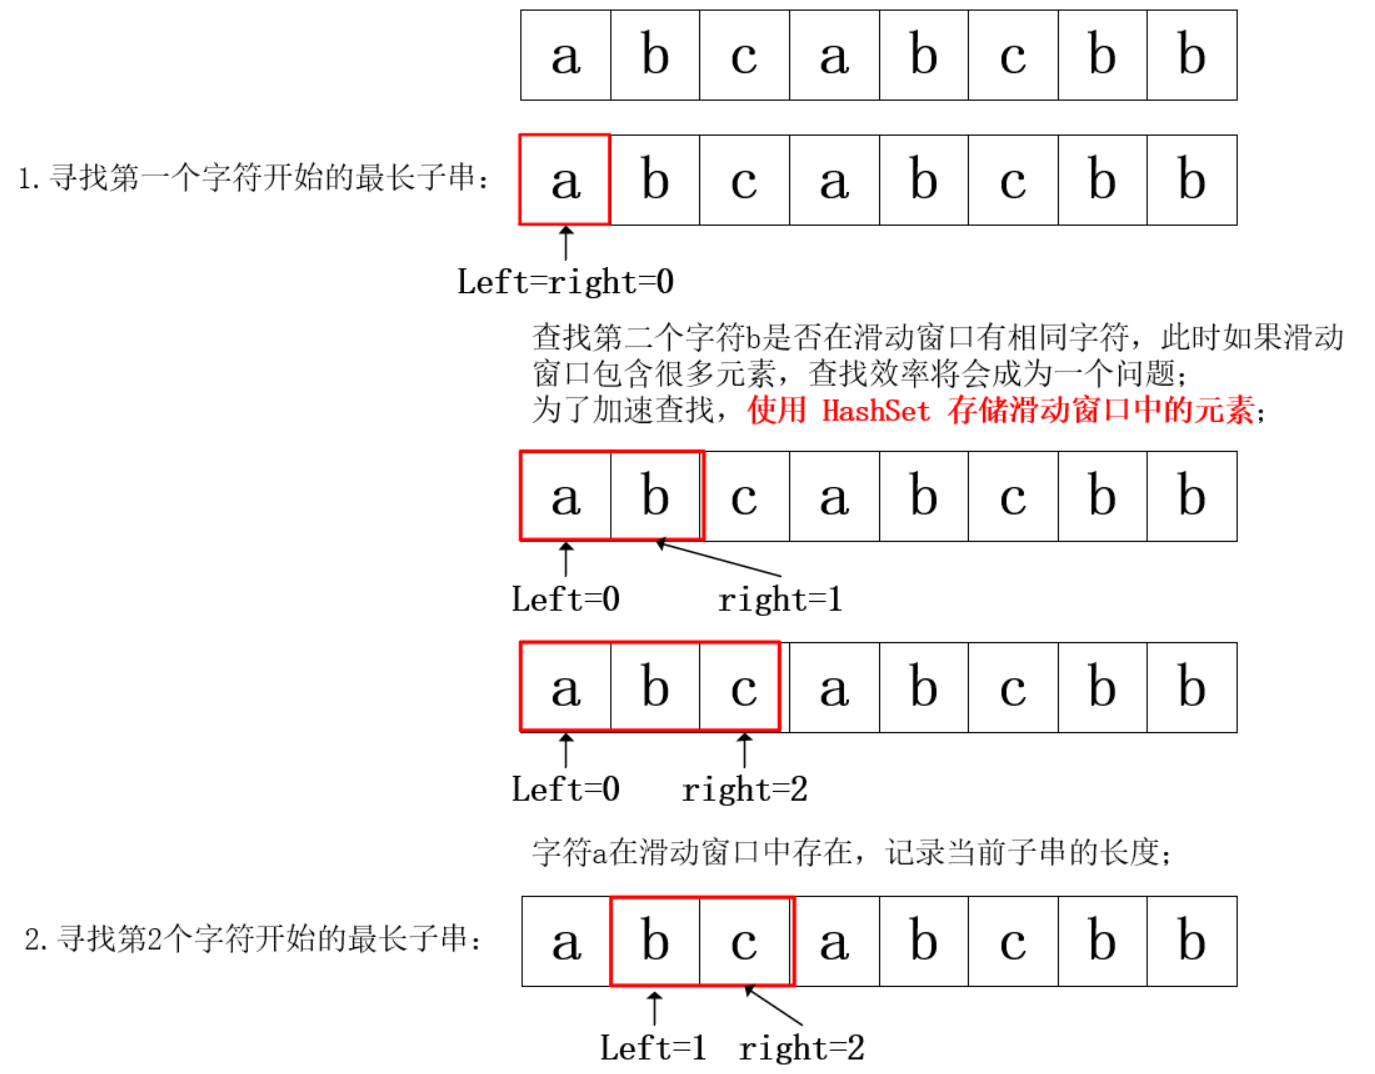 a b c a b c b b
1.寻找第一个字符开始的最长子串：
a b c a b c b b
Left=right=0
查找第二个字符b是否在滑动窗口有相同字符，此时如果滑动
窗口包含很多元素，查找效率将会成为一个问题；
为了加速查找，使用 HashSet 存储滑动窗口中的元素；
a b c a b c b b
Left=0 right=1
a b c a b c b b
Left=0 right=2
字符a在滑动窗口中存在，记录当前子串的长度；
2.寻找第2个字符开始的最长子串：
a b c a b c b b
Left=1 right=2